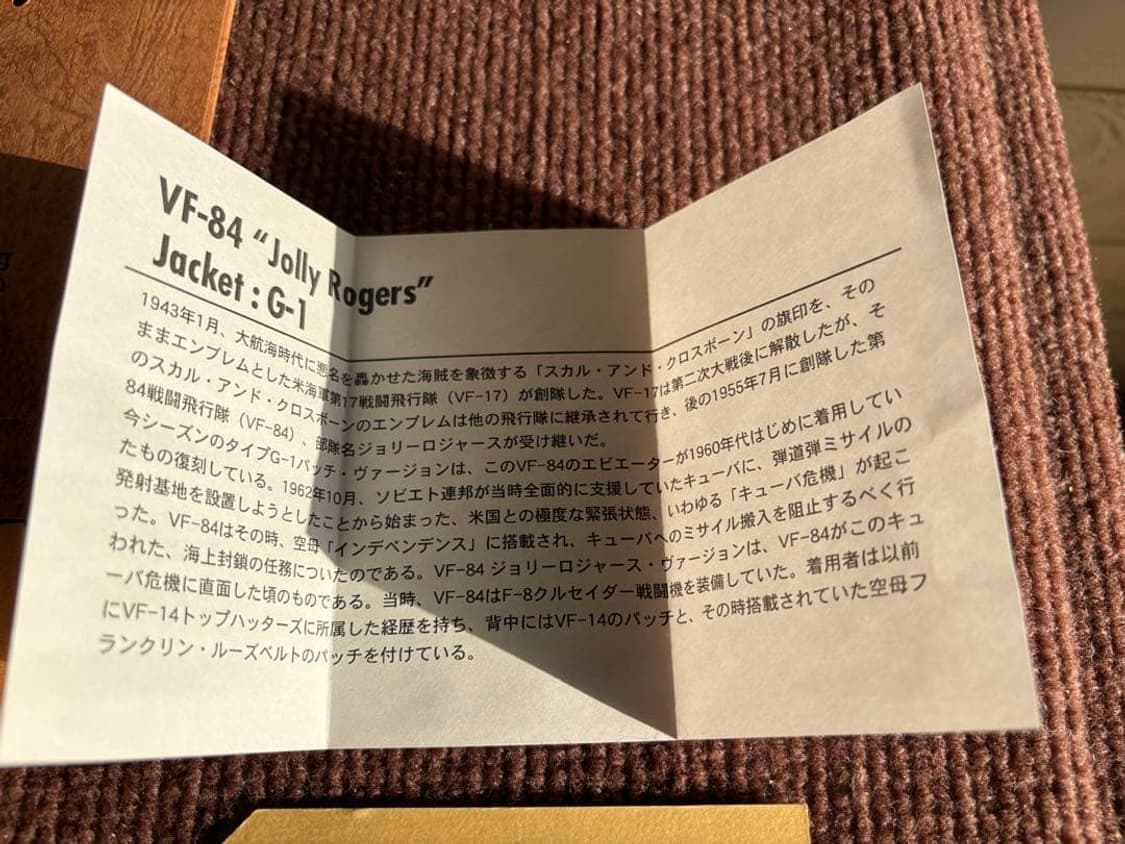 VF-84 “Jolly Rogers”
Jacket : G-1
1943年1月、大航海時代に悪名を轟かせた海賊を象徴する「スカル・アンド・クロスボーン」の旗印を、その
ままエンブレムとした米海軍第17戦闘飛行隊（VF-17）が創隊した。VF-17は第二次大戦後に解散したが、そ
のスカル・アンド・クロスボーンのエンブレムは他の飛行隊に継承されて行き、後の1955年7月に創隊した第
84戦闘飛行隊（VF-84）、部隊名ジョリーロジャースが受け継いだ。
今シーズンのタイプG-1パッチ・ヴァージョンは、このVF-84のエビエーターが1960年代はじめに着用してい
たもの復刻している。1962年10月、ソビエト連邦が当時全面的に支援していたキューバに、弾道弾ミサイルの
発射基地を設置しようとしたことから始まった、米国との極度な緊張状態、いわゆる「キューバ危機」が起こ
った。VF-84はその時、空母「インデペンデンス」に搭載され、キューバへのミサイル搬入を阻止するべく行
われた、海上封鎖の任務についたのである。VF-84 ジョリーロジャース・ヴァージョンは、VF-84がこのキュ
ーバ危機に直面した頃のものである。当時、VF-84はF-8クルセイダー戦闘機を装備していた。着用者は以前
にVF-14トップハッターズに所属した経歴を持ち、背中にはVF-14のパッチと、その時搭載されていた空母フ
ランクリン・ルーズベルトのパッチを付けている。